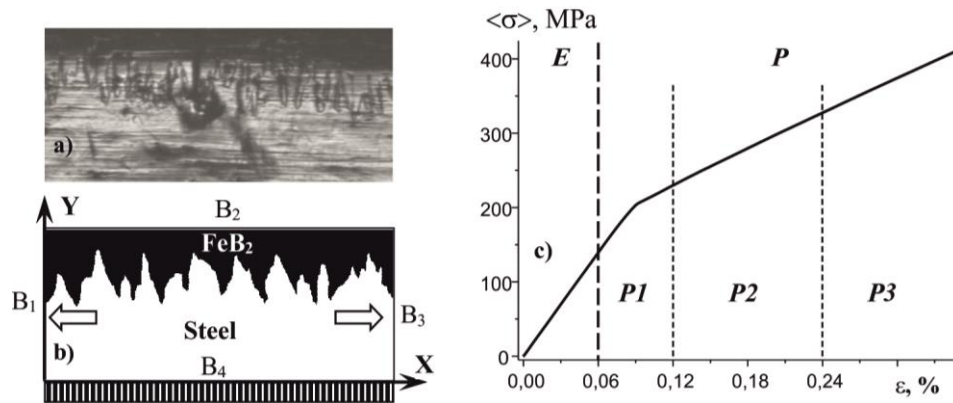 a)
Y
B2
FeB2
B1
B3
Steel
b)
B4
X
<σ>, MPa
E
P
400
300
200
c)
100
P1
P2
P3
0
0,00
0,06
0,12
0,18
0,24
ε, %